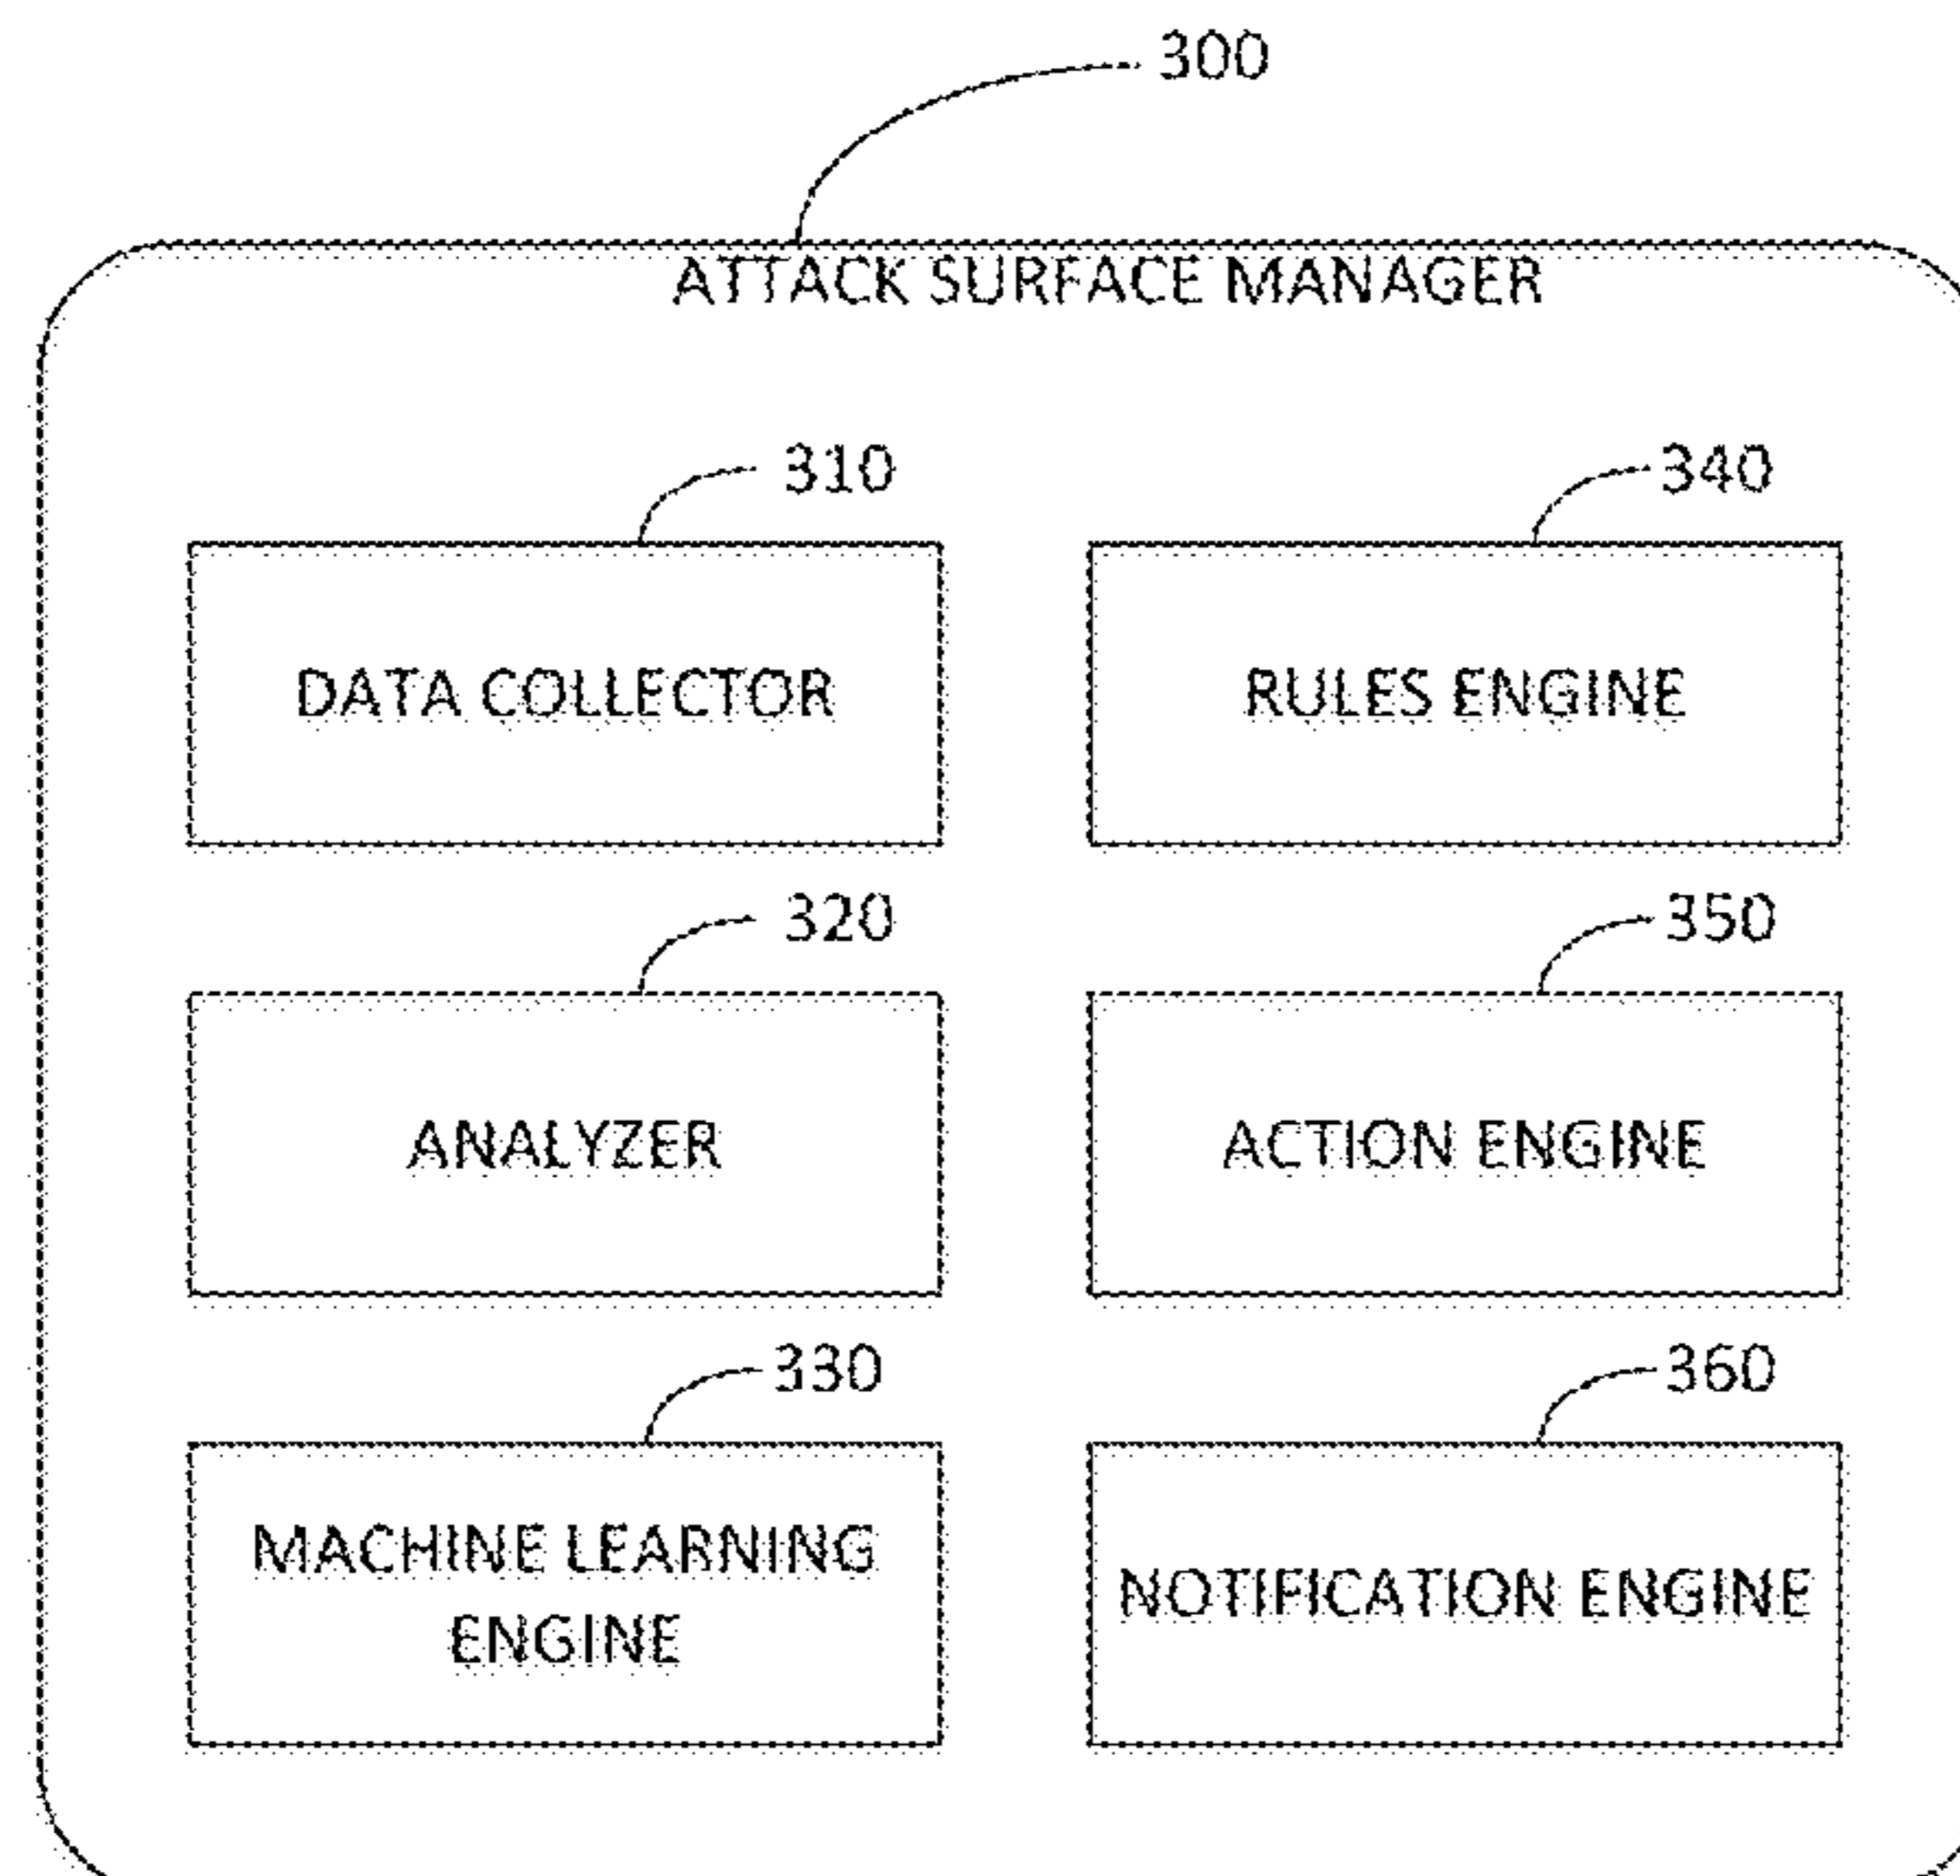 300
ATTACK SURFACE MANAGER
310
340
DATA COLLECTOR
RULES ENGINE
320
350
ANALYZER
ACTION ENGINE
330
360
MACHINE LEARNING
ENGINE
NOTIFICATION ENGINE